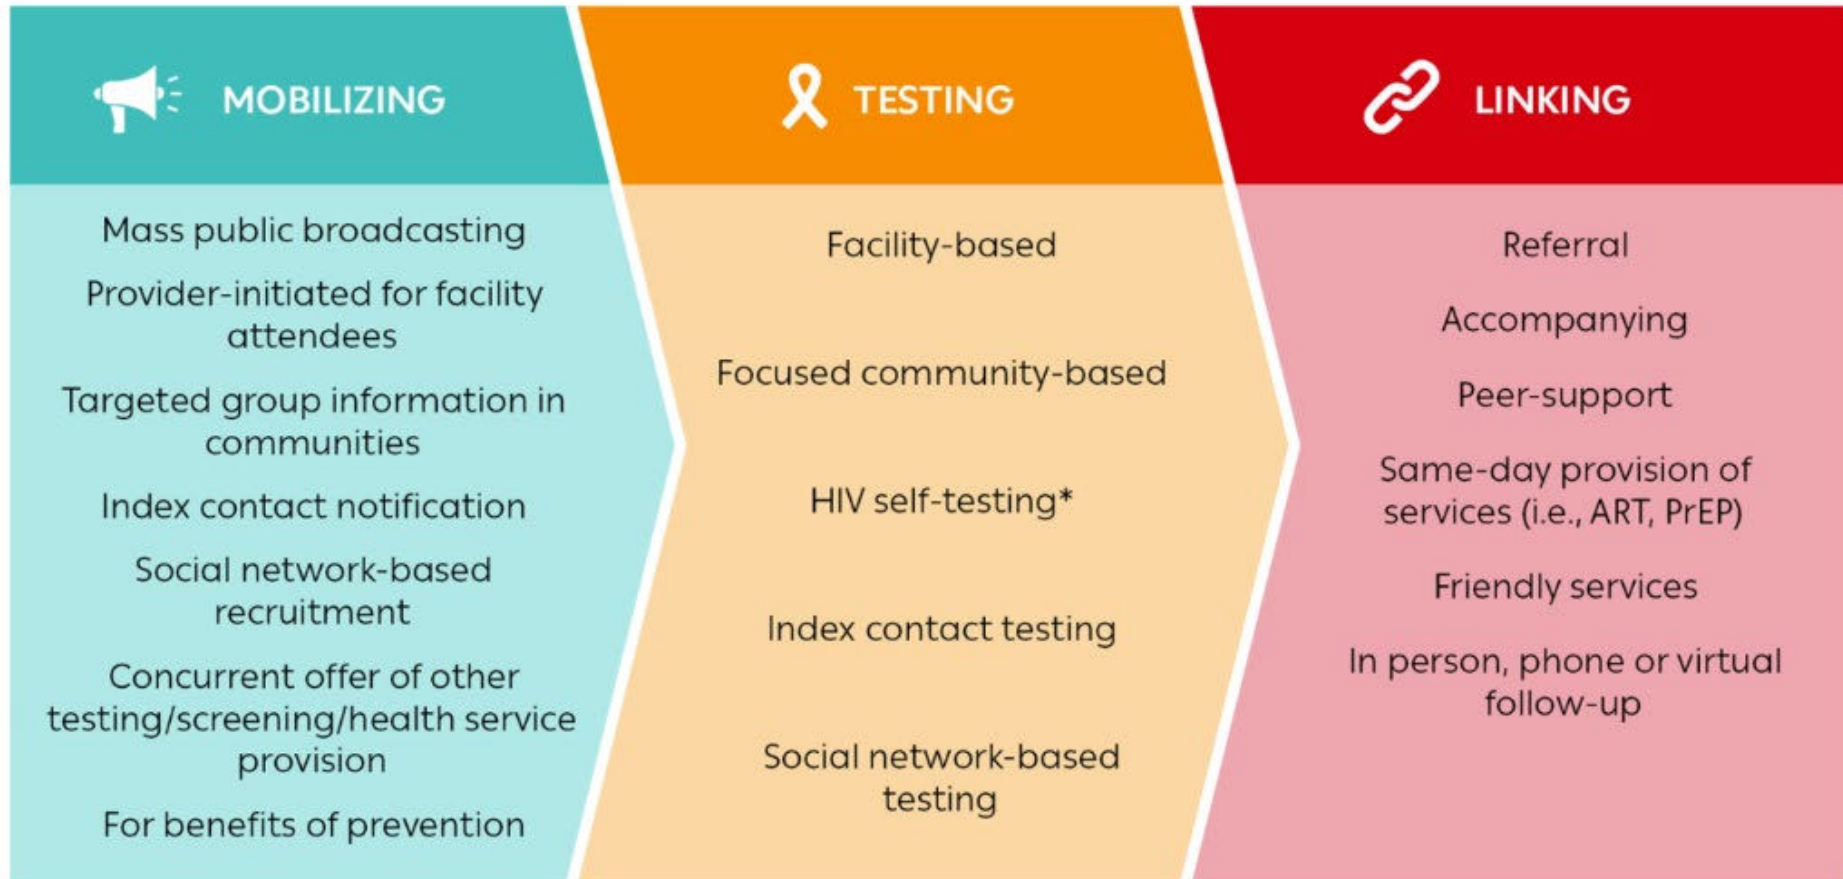 MOBILIZING
Mass public broadcasting
Provider-initiated for facility
attendees
Targeted group information in
communities
Index contact notification
Social network-based
recruitment
Concurrent offer of other
testing/screening/health service
provision
For benefits of prevention
TESTING
Facility-based
Focused community-based
HIV self-testing*
Index contact testing
Social network-based
testing
LINKING
Referral
Accompanying
Peer-support
Same-day provision of
services (i.e., ART, PrEP)
Friendly services
In person, phone or virtual
follow-up